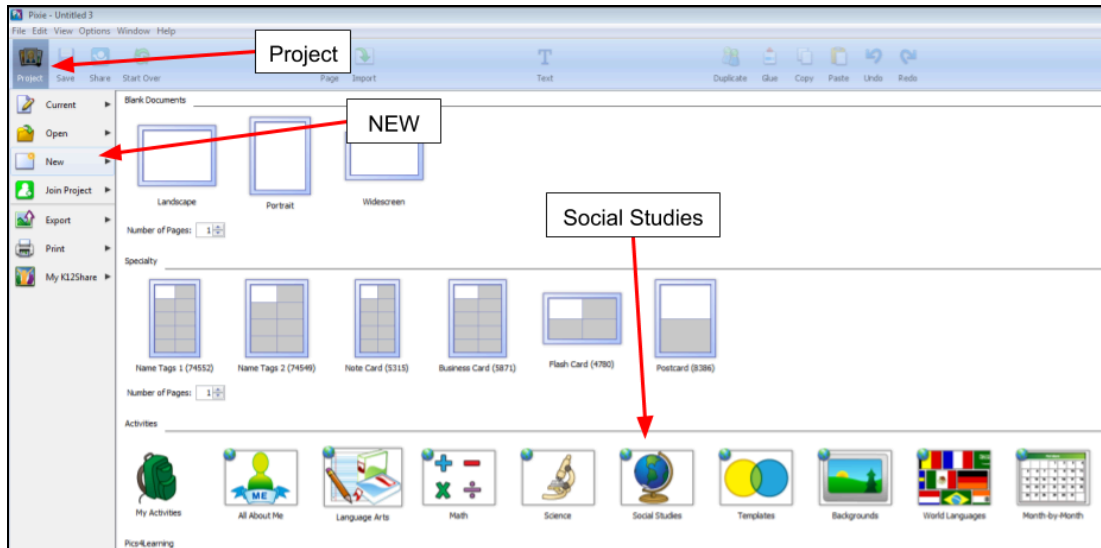 Pixie - Untitled 3
File Edit View Options Window Help
Project
Project Save Share Start Over Page Import Text Duplicate Glue Copy Paste Undo Redo
Current
Blank Documents
NEW
Open
New
Join Project
Landscape
Portrait
Widescreen
Social Studies
Export
Number of Pages: 1
Print
Specialty
My K12Share
Name Tags 1 (74552)
Name Tags 2 (74549)
Note Card (5315)
Business Card (5871)
Flash Card (4780)
Postcard (8386)
Number of Pages: 1
Activities
ME
My Activities
All About Me
Language Arts
Math
Science
Social Studies
Templates
Backgrounds
World Languages
Month-by-Month
Pics4Learning